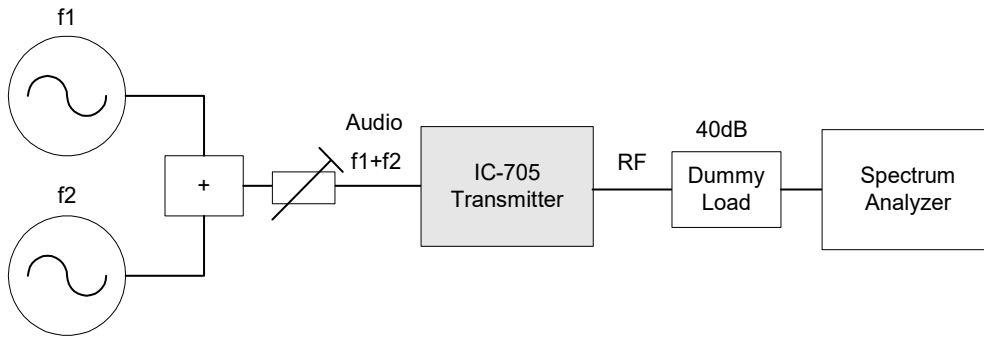 f1
f2
+
Audio
f1+f2
IC-705
Transmitter
RF
40dB
Dummy
Load
Spectrum
Analyzer